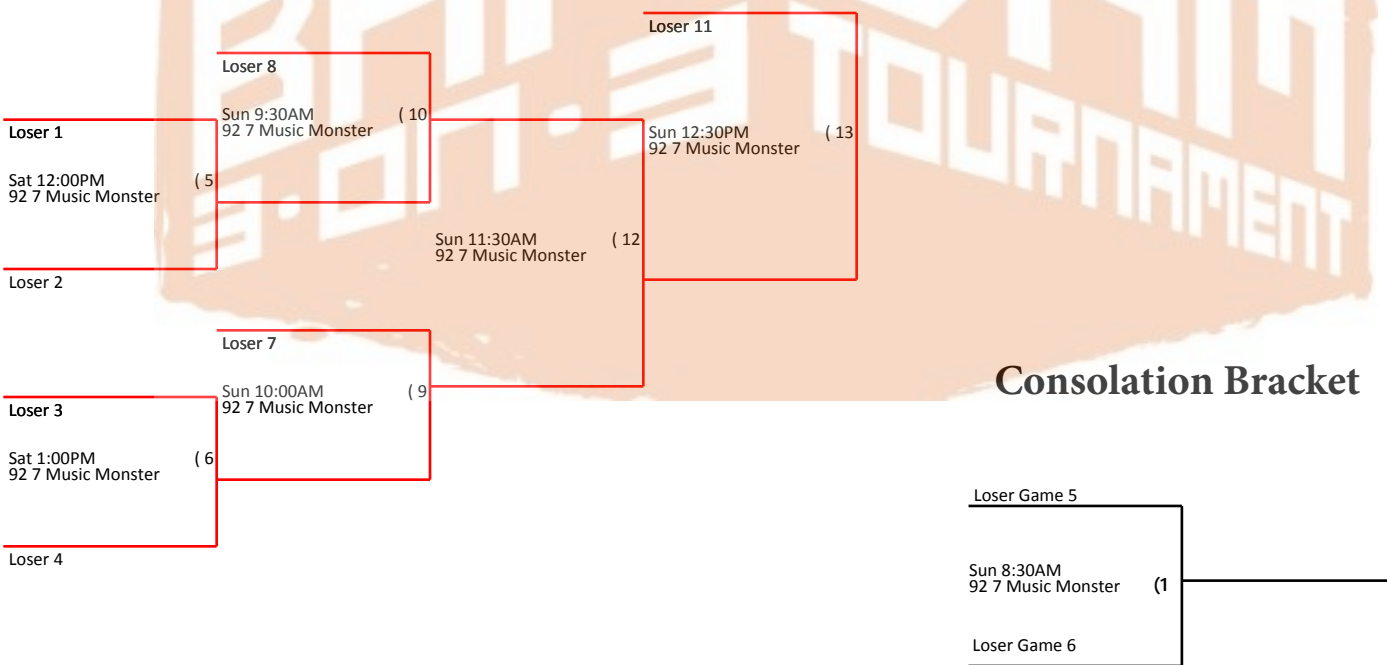 3-ON-3 TOURNAMENT
Loser 11
Loser 8
Sun 9:30AM ( 10
92 7 Music Monster
Loser 1
Sun 12:30PM ( 13
92 7 Music Monster
Sat 12:00PM ( 5
92 7 Music Monster
Sun 11:30AM ( 12
92 7 Music Monster
Loser 2
Loser 7
Consolation Bracket
Sun 10:00AM ( 9
92 7 Music Monster
Loser 3
Sat 1:00PM ( 6
92 7 Music Monster
Loser Game 5
Loser 4
Sun 8:30AM
92 7 Music Monster (1
Loser Game 6